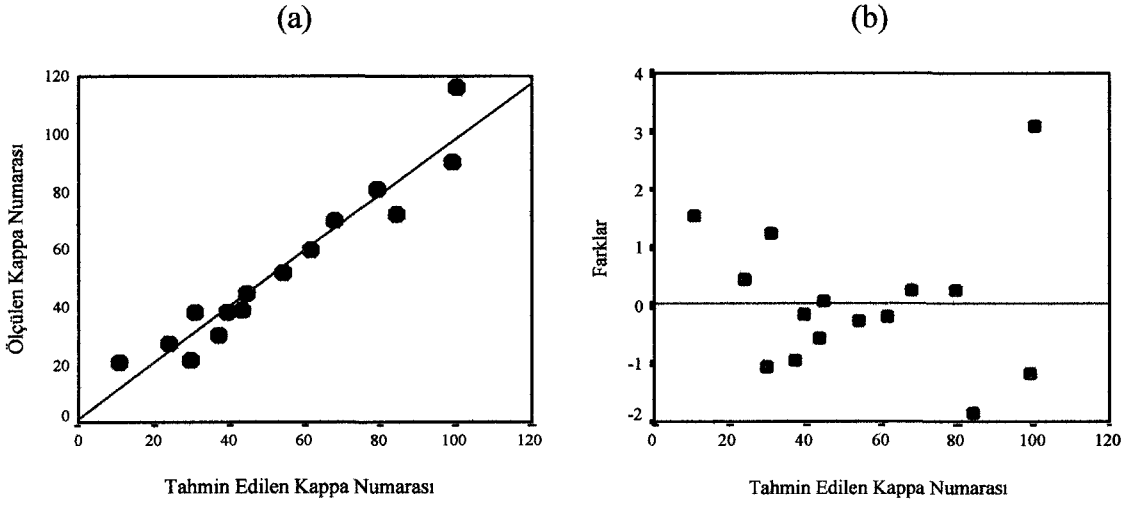 (a)
120
100
80
60
40
20
0
Ölçülen Kappa Numarası
0 20 40 60 80 100 120
Tahmin Edilen Kappa Numarası
(b)
4
3
2
1
0
-1
-2
Farklar
0 20 40 60 80 100 120
Tahmin Edilen Kappa Numarası